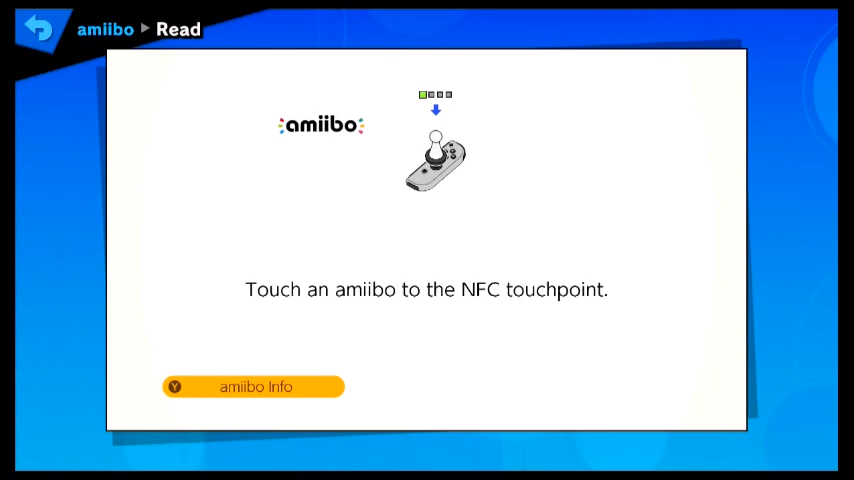 amiibo ▶ Read
amiibo
Touch an amiibo to the NFC touchpoint.
Y amiibo Info